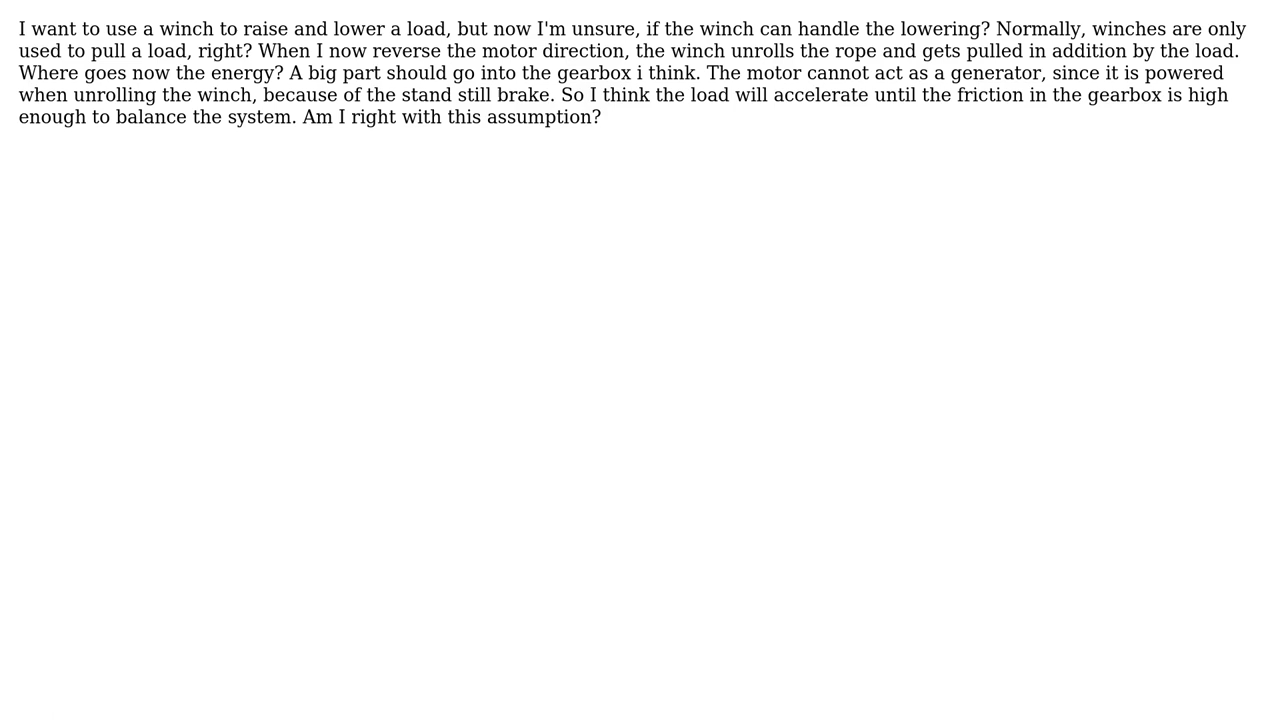 I want to use a winch to raise and lower a load, but now I'm unsure, if the winch can handle the lowering? Normally, winches are only
used to pull a load, right? When I now reverse the motor direction, the winch unrolls the rope and gets pulled in addition by the load.
Where goes now the energy? A big part should go into the gearbox i think. The motor cannot act as a generator, since it is powered
when unrolling the winch, because of the stand still brake. So I think the load will accelerate until the friction in the gearbox is high
enough to balance the system. Am I right with this assumption?